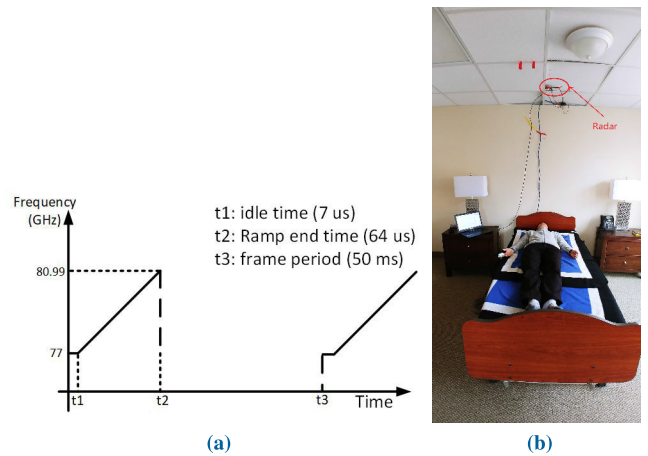 Frequency
(GHz)
t1: idle time (7 us)
t2: Ramp end time (64 us)
t3: frame period (50 ms)
80.99
77
t1
t2
t3
Time
(a)
Radar
(b)